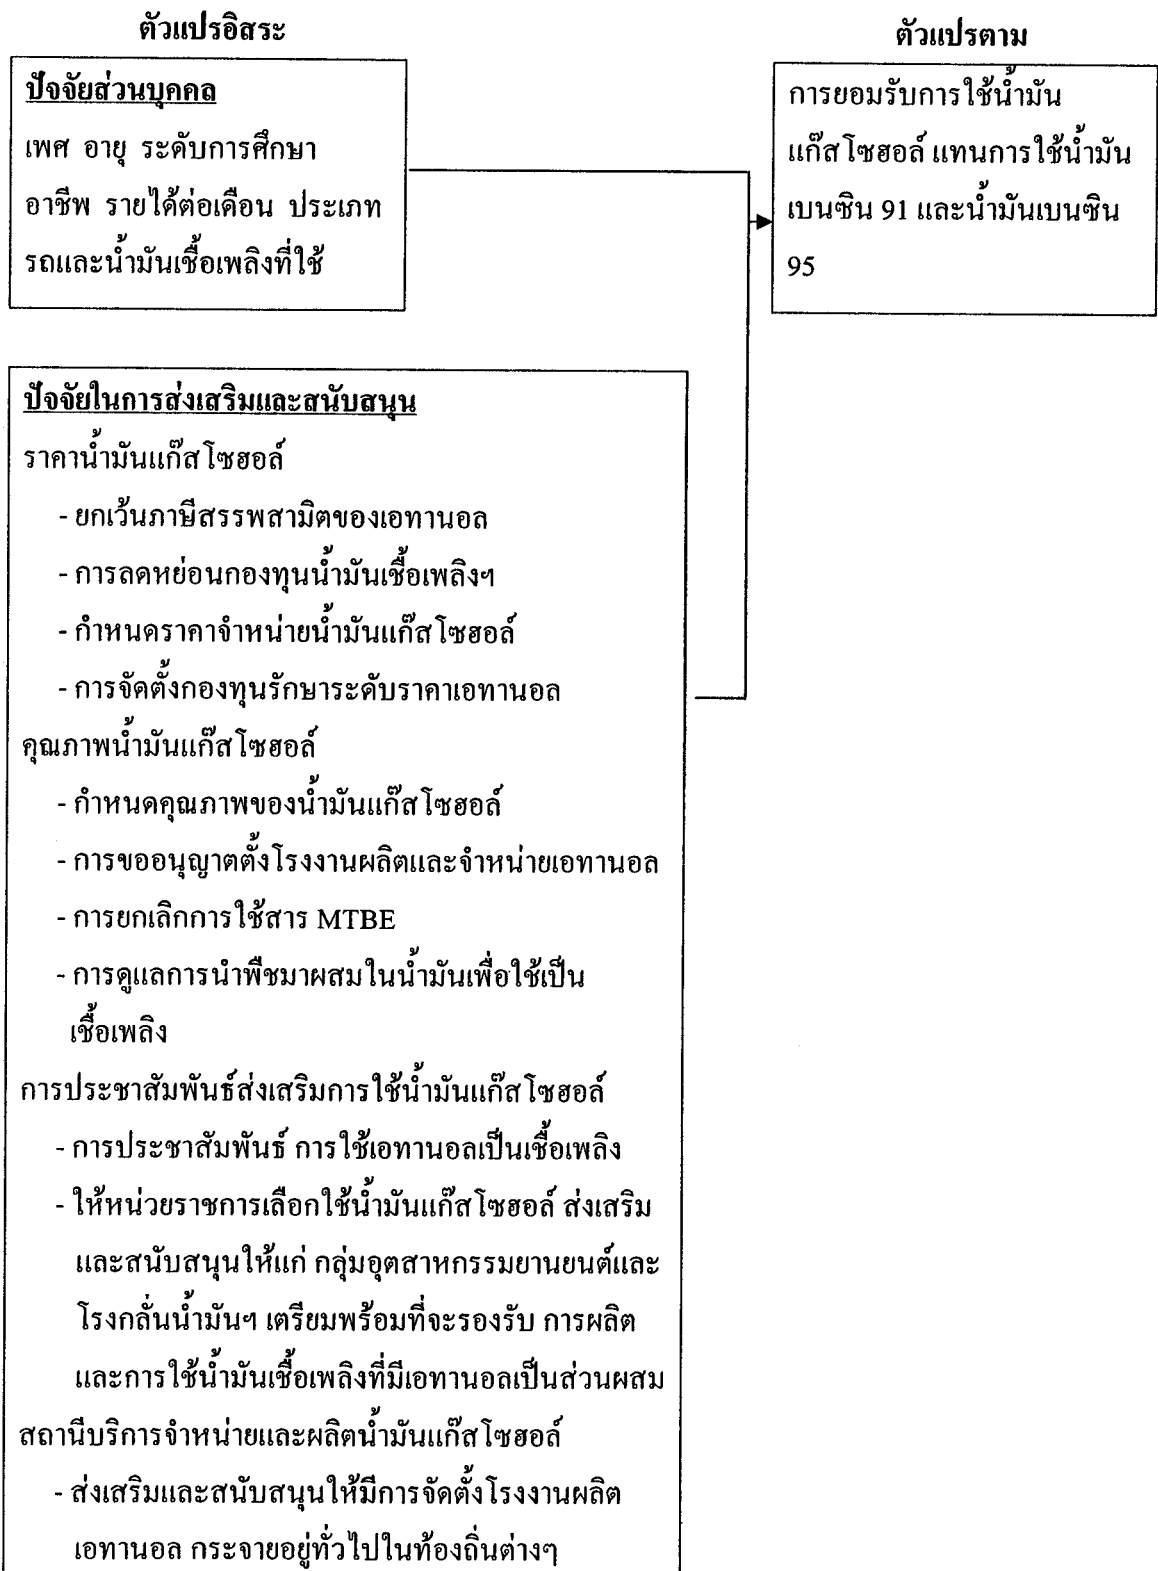 ตัวแปรอิสระ
ปัจจัยส่วนบุคคล
เพศ อายุ ระดับการศึกษา
อาชีพ รายได้ต่อเดือน ประเภท
รถและน้ำมันเชื้อเพลิงที่ใช้
ตัวแปรตาม
การยอมรับการใช้น้ำมัน
แก๊สโซฮอล์ แทนการใช้น้ำมัน
เบนซิน 91 และน้ำมันเบนซิน
95
ปัจจัยในการส่งเสริมและสนับสนุน
ราคาน้ำมันแก๊สโซฮอล์
- ยกเว้นภาษีสรรพสามิตของเอทานอล
- การลดหย่อนกองทุนน้ำมันเชื้อเพลิงฯ
- กำหนดราคาจำหน่ายน้ำมันแก๊สโซฮอล์
- การจัดตั้งกองทุนรักษาระดับราคาเอทานอล
คุณภาพน้ำมันแก๊สโซฮอล์
- กำหนดคุณภาพของน้ำมันแก๊สโซฮอล์
- การขออนุญาตตั้งโรงงานผลิตและจำหน่ายเอทานอล
- การยกเลิกการใช้สาร MTBE
- การดูแลการนำพืชมาผสมในน้ำมันเพื่อใช้เป็น
เชื้อเพลิง
การประชาสัมพันธ์ส่งเสริมการใช้น้ำมันแก๊สโซฮอล์
- การประชาสัมพันธ์ การใช้เอทานอลเป็นเชื้อเพลิง
- ให้หน่วยราชการเลือกใช้น้ำมันแก๊สโซฮอล์ ส่งเสริม
และสนับสนุนให้แก่ กลุ่มอุตสาหกรรมยานยนต์และ
โรงกลั่นน้ำมันฯ เตรียมพร้อมที่จะรองรับ การผลิต
และการใช้น้ำมันเชื้อเพลิงที่มีเอทานอลเป็นส่วนผสม
สถานีบริการจำหน่ายและผลิตน้ำมันแก๊สโซฮอล์
- ส่งเสริมและสนับสนุนให้มีการจัดตั้งโรงงานผลิต
เอทานอล กระจายอยู่ทั่วไปในท้องถิ่นต่างๆ